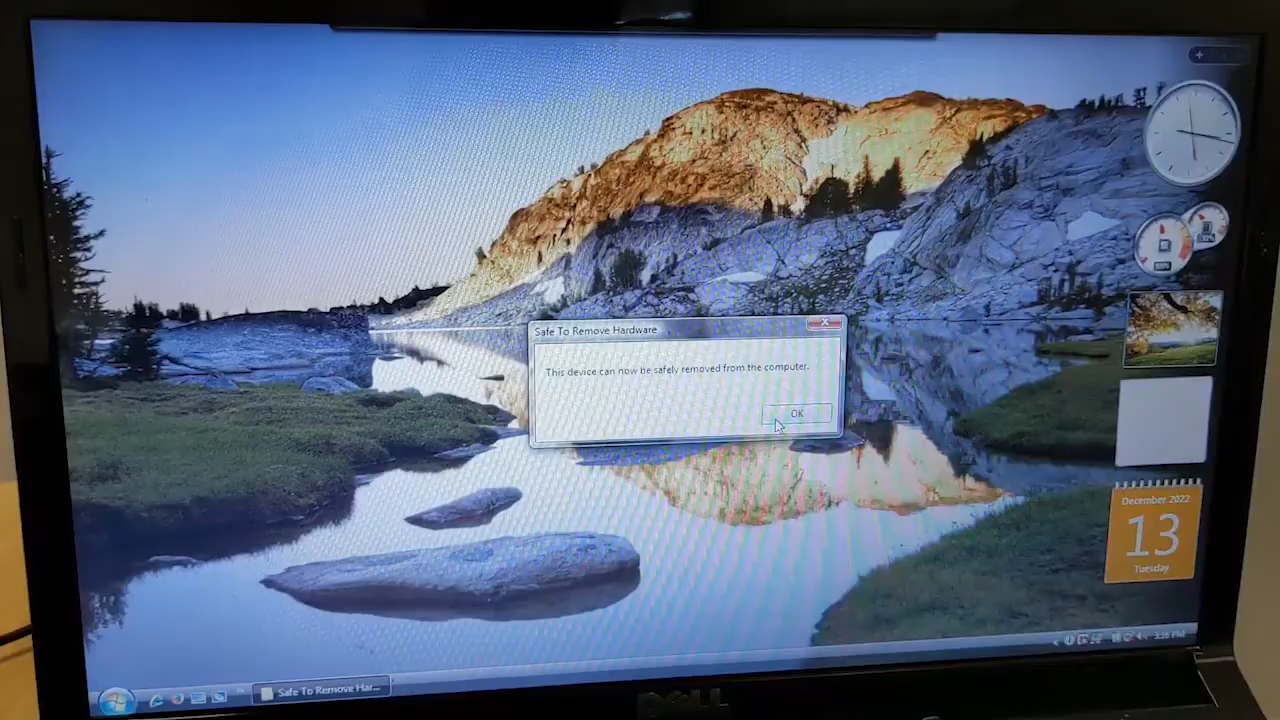 Safe To Remove Hardware
This device can now be safely removed from the computer.
OK
December 2022
13
Tuesday
Safe To Remove Har...
DELL